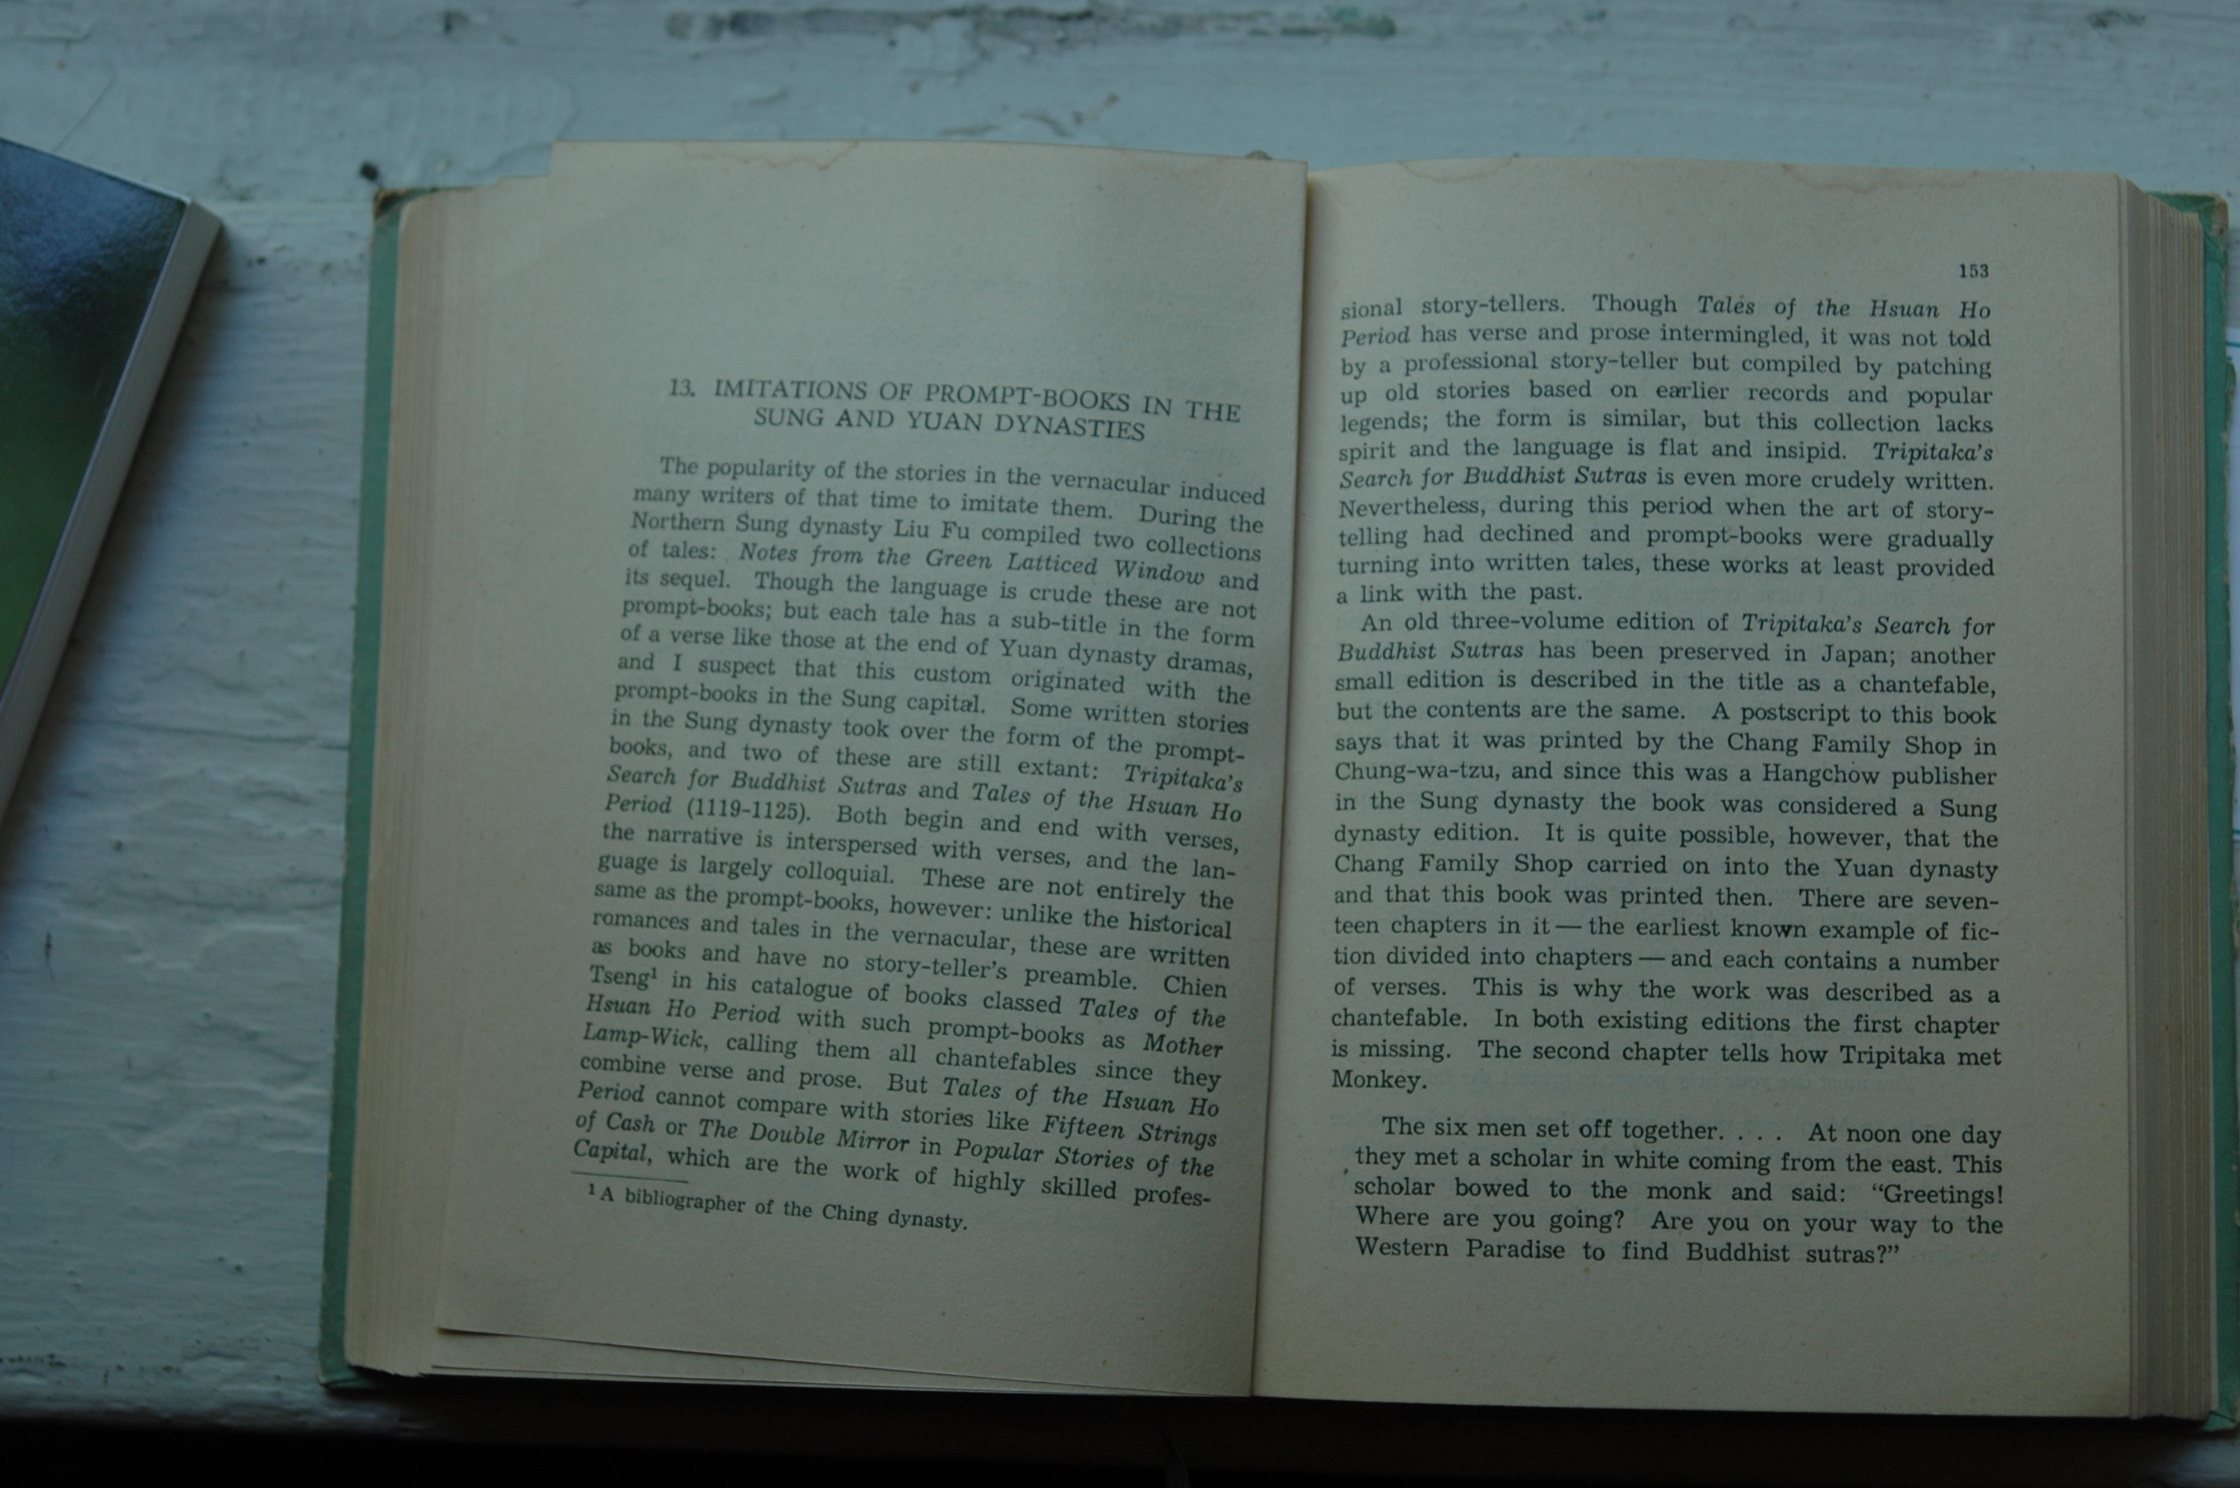 13. IMITATIONS OF PROMPT-BOOKS IN THE
SUNG AND YUAN DYNASTIES
The popularity of the stories in the vernacular induced
many writers of that time to imitate them. During the
Northern Sung dynasty Liu Fu compiled two collections
of tales: Notes from the Green Latticed Window and
its sequel. Though the language is crude these are not
prompt-books; but each tale has a sub-title in the form
of a verse like those at the end of Yuan dynasty dramas,
and I suspect that this custom originated with the
prompt-books in the Sung capital. Some written stories
in the Sung dynasty took over the form of the prompt-
books, and two of these are still extant: Tripitaka's
Search for Buddhist Sutras and Tales of the Hsuan Ho
Period (1119-1125). Both begin and end with verses,
the narrative is interspersed with verses, and the lan-
guage is largely colloquial. These are not entirely the
same as the prompt-books, however: unlike the historical
romances and tales in the vernacular, these are written
as books and have no story-teller's preamble. Chien
Tseng¹ in his catalogue of books classed Tales of the
Hsuan Ho Period with such prompt-books as Mother
Lamp-Wick, calling them all chantefables since they
combine verse and prose. But Tales of the Hsuan Ho
Period cannot compare with stories like Fifteen Strings
of Cash or The Double Mirror in Popular Stories of the
Capital, which are the work of highly skilled profes-
¹ A bibliographer of the Ching dynasty.
153
sional story-tellers. Though Tales of the Hsuan Ho
Period has verse and prose intermingled, it was not told
by a professional story-teller but compiled by patching
up old stories based on earlier records and popular
legends; the form is similar, but this collection lacks
spirit and the language is flat and insipid. Tripitaka's
Search for Buddhist Sutras is even more crudely written.
Nevertheless, during this period when the art of story-
telling had declined and prompt-books were gradually
turning into written tales, these works at least provided
a link with the past.
An old three-volume edition of Tripitaka's Search for
Buddhist Sutras has been preserved in Japan; another
small edition is described in the title as a chantefable,
but the contents are the same. A postscript to this book
says that it was printed by the Chang Family Shop in
Chung-wa-tzu, and since this was a Hangchow publisher
in the Sung dynasty the book was considered a Sung
dynasty edition. It is quite possible, however, that the
Chang Family Shop carried on into the Yuan dynasty
and that this book was printed then. There are seven-
teen chapters in it — the earliest known example of fic-
tion divided into chapters — and each contains a number
of verses. This is why the work was described as a
chantefable. In both existing editions the first chapter
is missing. The second chapter tells how Tripitaka met
Monkey.
The six men set off together. . . . At noon one day
they met a scholar in white coming from the east. This
scholar bowed to the monk and said: "Greetings!
Where are you going? Are you on your way to the
Western Paradise to find Buddhist sutras?"